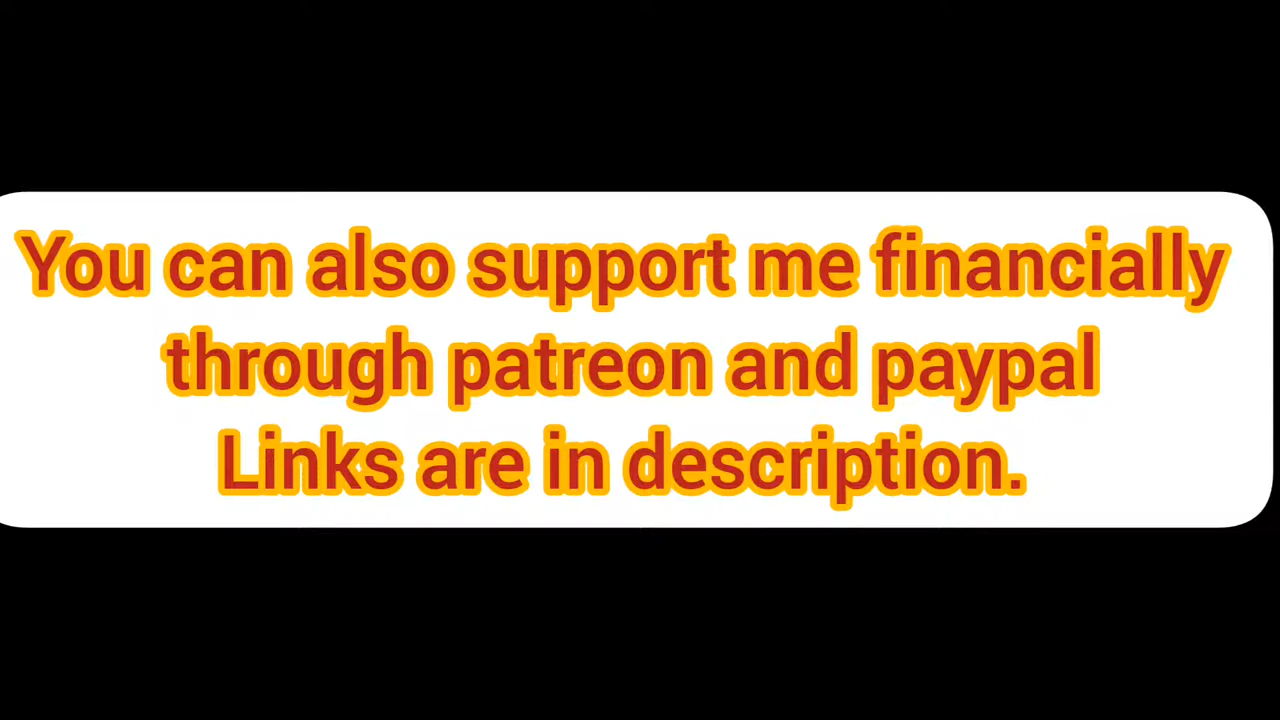 You can also support me financially
through patreon and paypal
Links are in description.